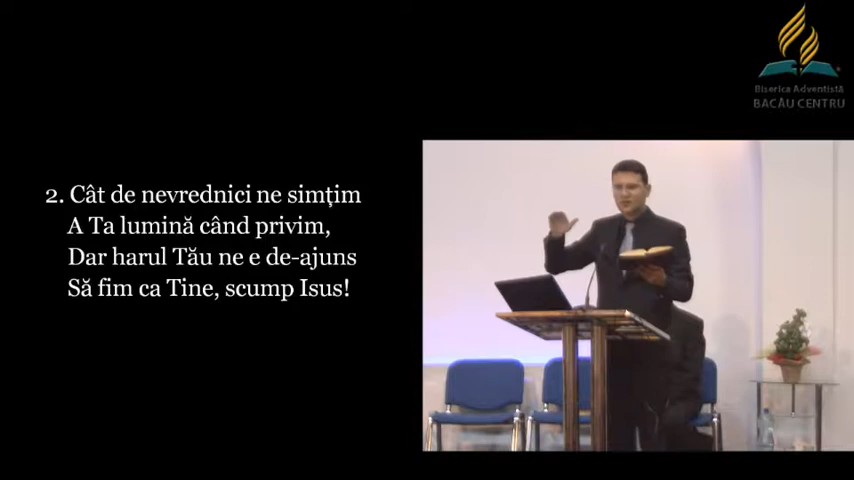 Biserica Adventistă
BACĂU CENTRU
2. Cât de nevrednici ne simțim
A Ta lumină când privim,
Dar harul Tău ne e de-ajuns
Să fim ca Tine, scump Isus!